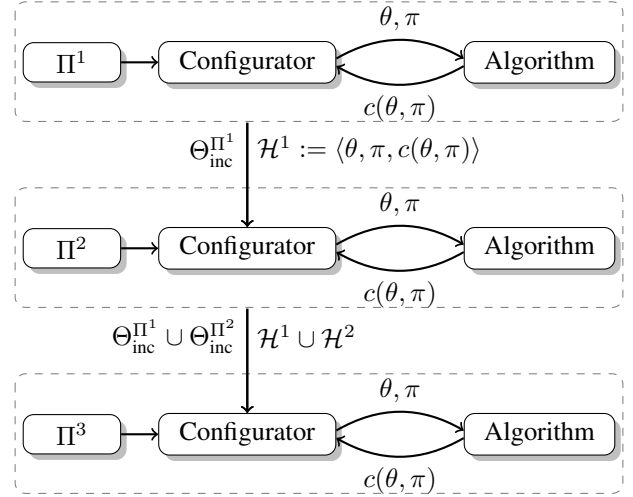 θ, π
Π¹ Configurator Algorithm
c(θ, π)
Θ_inc^{Π¹} ℋ¹ := ⟨θ, π, c(θ, π)⟩
θ, π
Π² Configurator Algorithm
c(θ, π)
Θ_inc^{Π¹} ∪ Θ_inc^{Π²} ℋ¹ ∪ ℋ²
θ, π
Π³ Configurator Algorithm
c(θ, π)